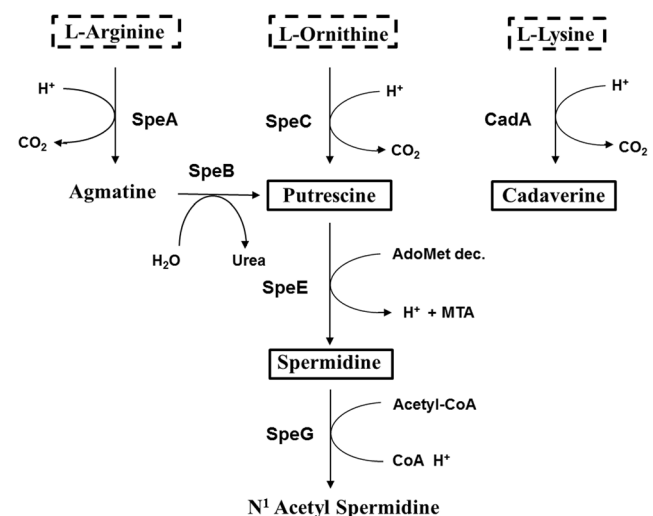 L-Arginine
L-Ornithine
L-Lysine
H⁺
SpeA
CO₂
SpeC
H⁺
CO₂
CadA
H⁺
CO₂
Agmatine
SpeB
Putrescine
Cadaverine
H₂O
Urea
AdoMet dec.
SpeE
H⁺ + MTA
Spermidine
Acetyl-CoA
SpeG
CoA H⁺
N¹ Acetyl Spermidine